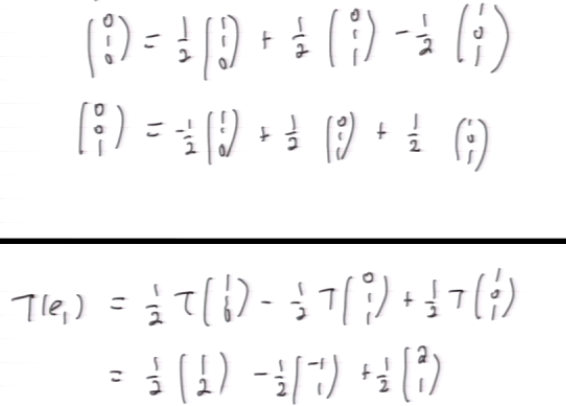 (0 1 0) = 1/2 (1 1 0) + 1/2 (0 1 1) - 1/2 (1 0 1)
(0 0 1) = -1/2 (1 1 0) + 1/2 (0 1 1) + 1/2 (1 0 1)
T(e₁) = 1/2 T(1 1 0) - 1/2 T(0 1 1) + 1/2 T(1 0 1)
= 1/2 (1 2) - 1/2 (-1 1) + 1/2 (2 1)